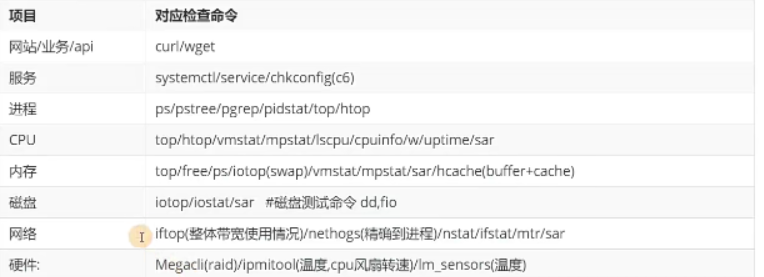 项目 对应检查命令
网站/业务/api curl/wget
服务 systemctl/service/chkconfig(c6)
进程 ps/pstree/pgrep/pidstat/top/htop
CPU top/htop/vmstat/mpstat/lscpu/cpuinfo/w/uptime/sar
内存 top/free/ps/iotop(swap)/vmstat/mpstat/sar/hcache(buffer+cache)
磁盘 iotop/iostat/sar #磁盘测试命令 dd,fio
网络 iftop(整体带宽使用情况)/nethogs(精确到进程)/nstat/ifstat/mtr/sar
硬件: Megacli(raid)/ipmitool(温度,cpu风扇转速)/lm_sensors(温度)